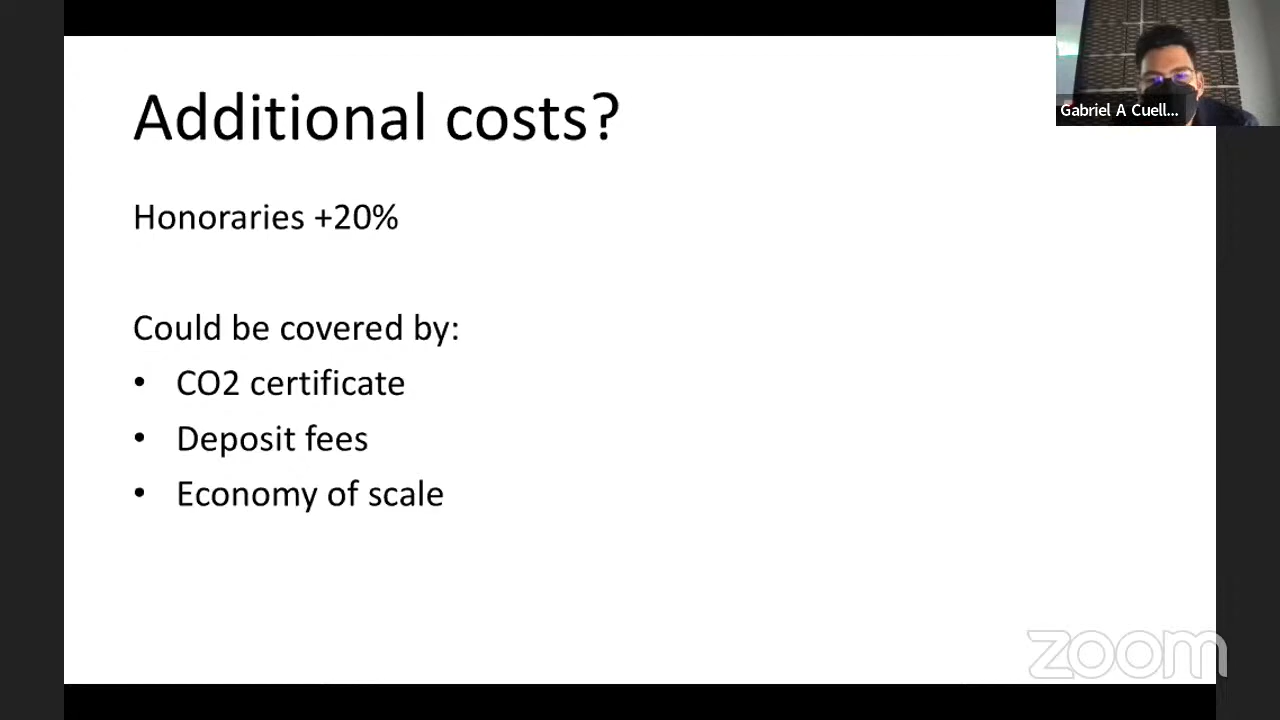 Additional costs?
Gabriel A Cuell...
Honoraries +20%
Could be covered by:
• CO2 certificate
• Deposit fees
• Economy of scale
zoom